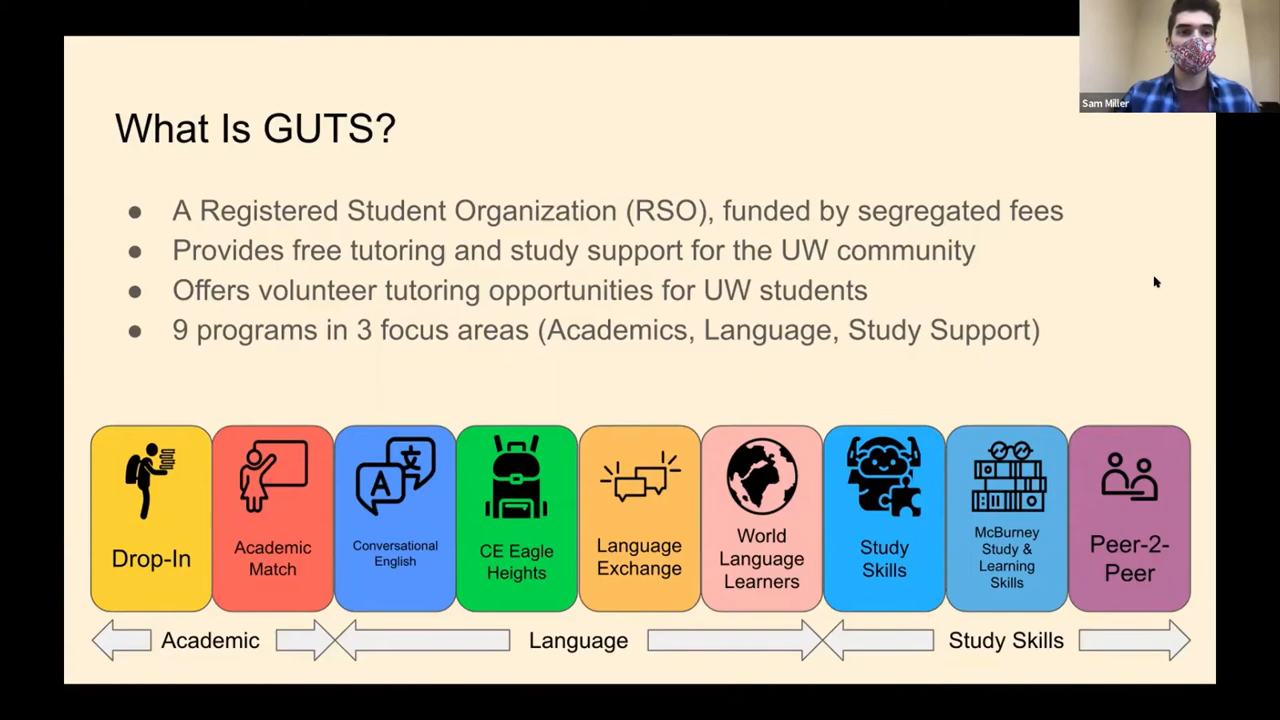 Sam Miller
What Is GUTS?
● A Registered Student Organization (RSO), funded by segregated fees
● Provides free tutoring and study support for the UW community
● Offers volunteer tutoring opportunities for UW students
● 9 programs in 3 focus areas (Academics, Language, Study Support)
A
文
Drop-In
Academic
Match
Conversational
English
CE Eagle
Heights
Language
Exchange
World
Language
Learners
Study
Skills
McBurney
Study &
Learning
Skills
Peer-2-
Peer
Academic
Language
Study Skills